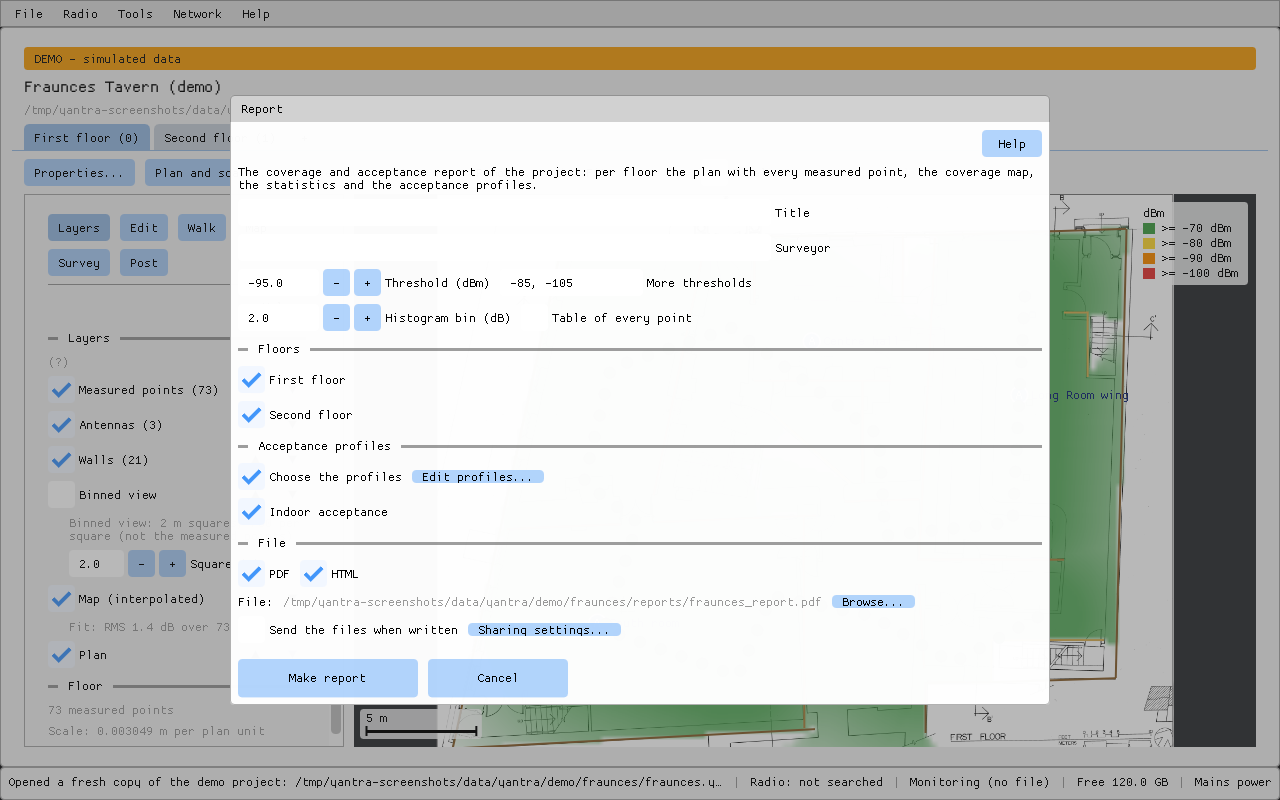 File Radio Tools Network Help
DEMO - simulated data
Fraunces Tavern (demo)
/tmp/yantra-screenshots/data/
First floor (0) Second flo
Properties... Plan and sc
Layers Edit Walk
Survey Post
Layers
(?)
Measured points (73)
Antennas (3)
Walls (21)
Binned view
Binned view: 2 m square
square (not the measure
2.0 - + Square
Map (interpolated)
Fit: RMS 1.4 dB over 73
Plan
Floor
73 measured points
Scale: 0.003049 m per plan unit
Report
Help
The coverage and acceptance report of the project: per floor the plan with every measured point, the coverage map,
the statistics and the acceptance profiles.
Title
Surveyor
-95.0 - + Threshold (dBm) -85, -105 More thresholds
2.0 - + Histogram bin (dB) Table of every point
Floors
First floor
Second floor
Acceptance profiles
Choose the profiles Edit profiles...
Indoor acceptance
File
PDF HTML
File: /tmp/yantra-screenshots/data/yantra/demo/fraunces/reports/fraunces_report.pdf Browse...
Send the files when written Sharing settings...
Make report Cancel
dBm
>= -70 dBm
>= -80 dBm
>= -90 dBm
>= -100 dBm
B
C'
ng Room wing
5 m
B'
FIRST FLOOR
FEET
METERS
Opened a fresh copy of the demo project: /tmp/yantra-screenshots/data/yantra/demo/fraunces/fraunces.y… | Radio: not searched | Monitoring (no file) | Free 120.0 GB | Mains power